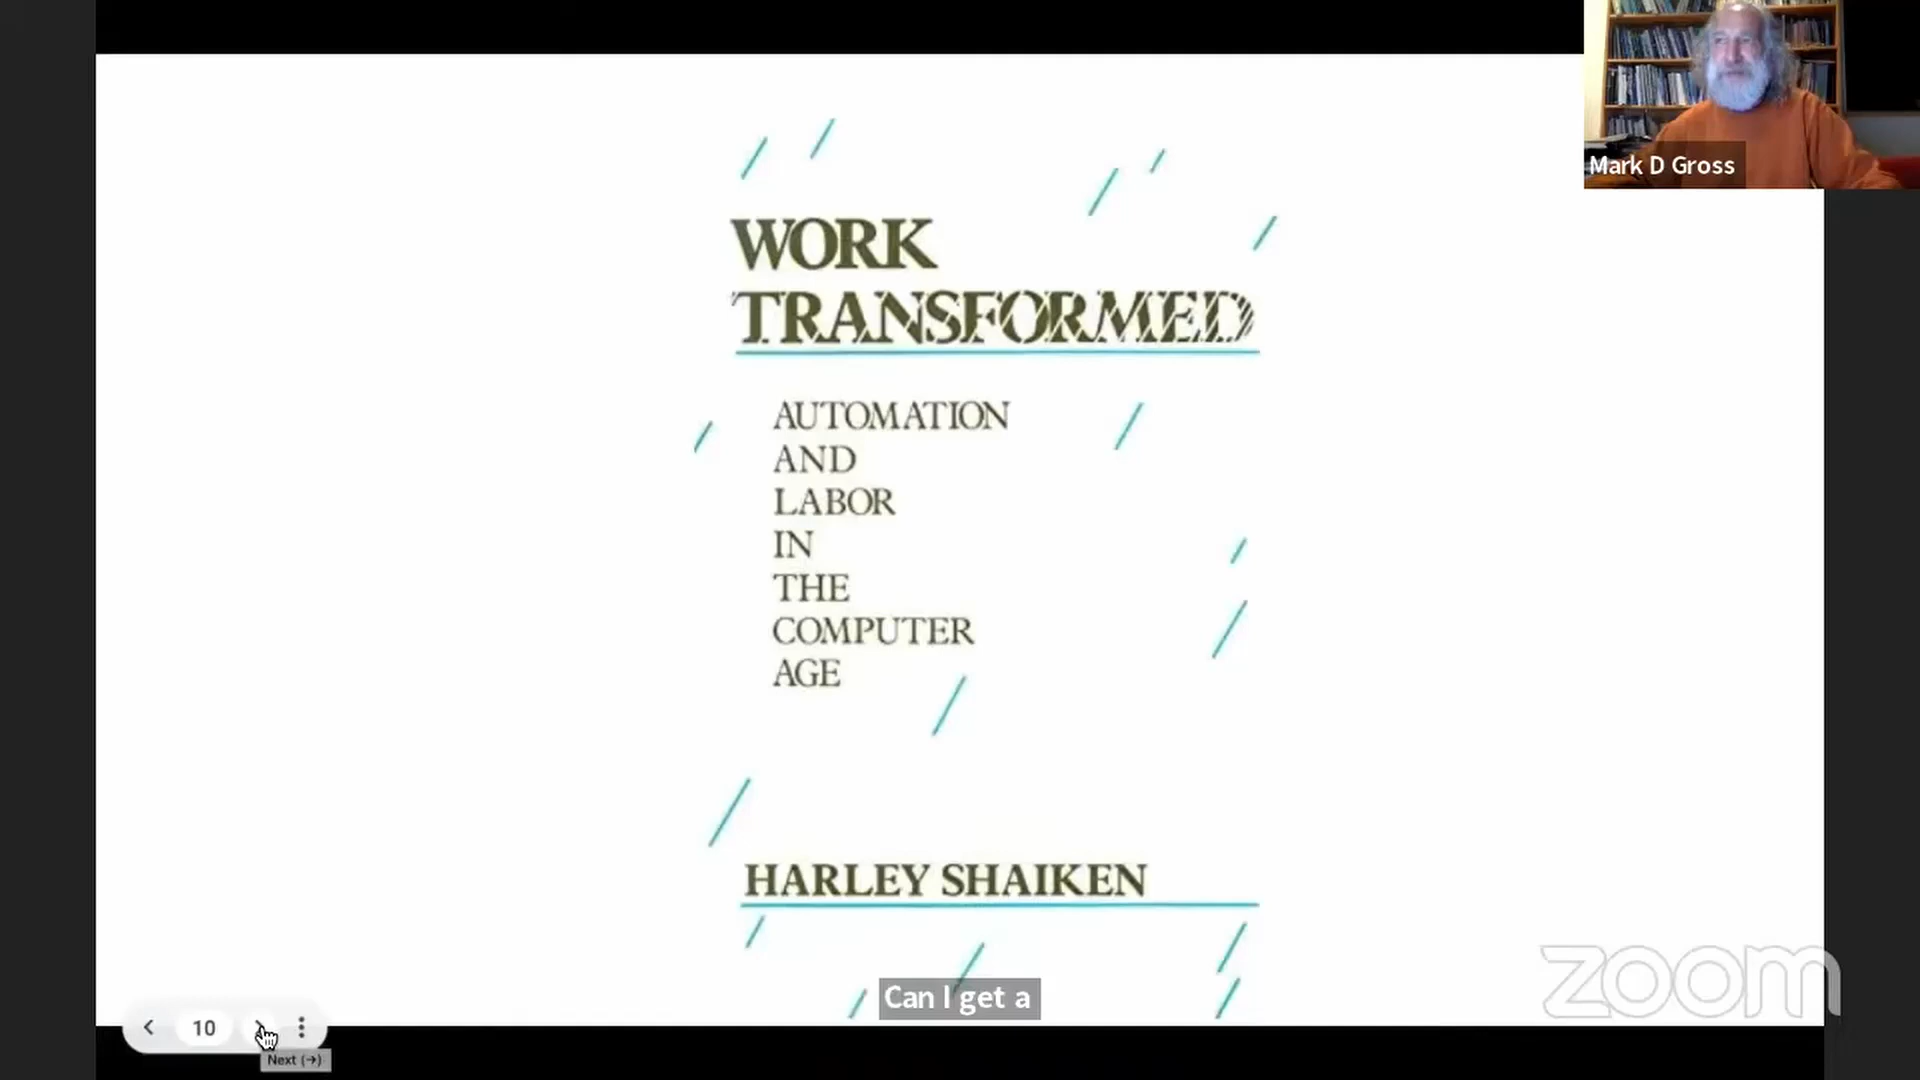 Mark D Gross
WORK
TRANSFORMED
AUTOMATION
AND
LABOR
IN
THE
COMPUTER
AGE
HARLEY SHAIKEN
Can I get a
zoom
10
Next (→)